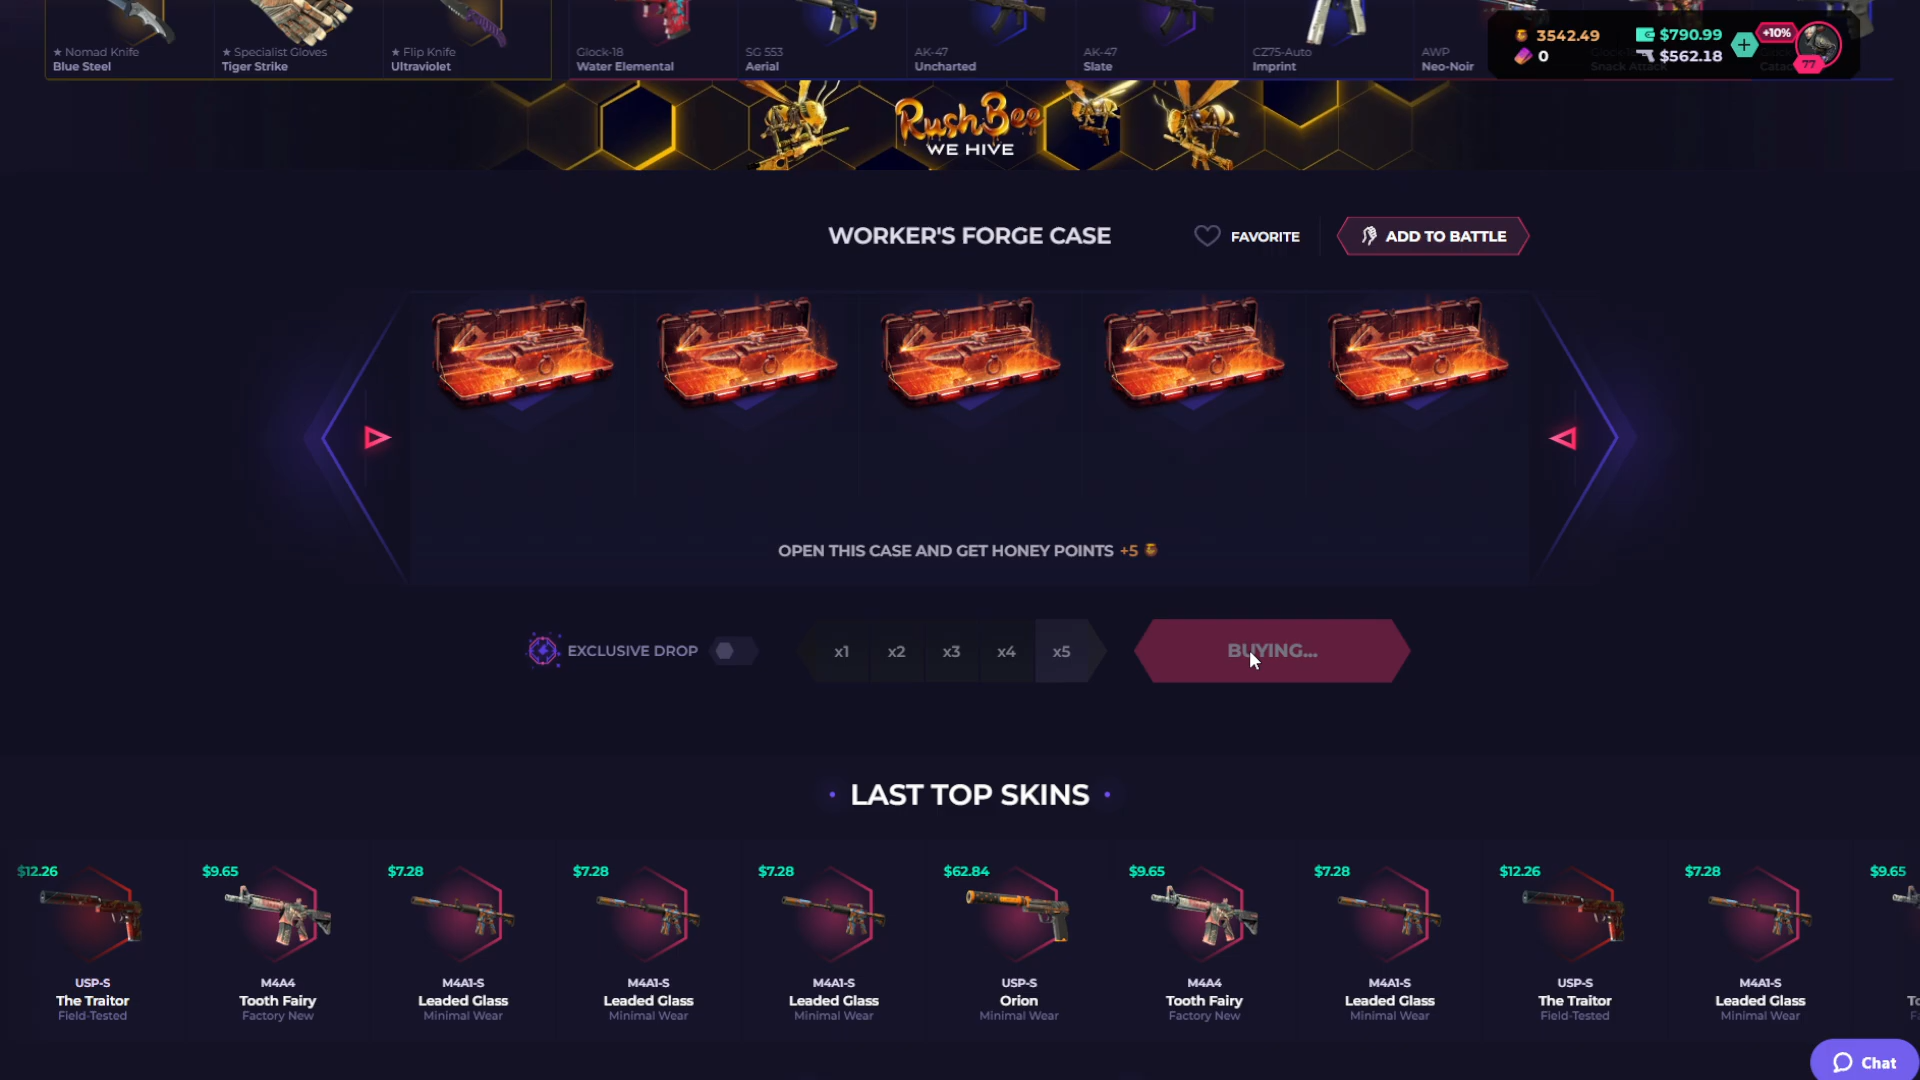 ★ Nomad Knife
Blue Steel
★ Specialist Gloves
Tiger Strike
★ Flip Knife
Ultraviolet
Glock-18
Water Elemental
SG 553
Aerial
AK-47
Uncharted
AK-47
Slate
CZ75-Auto
Imprint
AWP
Neo-Noir
Snack Attack
3542.49
0
$790.99
$562.18
+10%
77
RushBee
WE HIVE
WORKER'S FORGE CASE
FAVORITE
ADD TO BATTLE
OPEN THIS CASE AND GET HONEY POINTS +5
EXCLUSIVE DROP
x1 x2 x3 x4 x5
BUYING...
LAST TOP SKINS
$12.26
USP-S
The Traitor
Field-Tested
$9.65
M4A4
Tooth Fairy
Factory New
$7.28
M4A1-S
Leaded Glass
Minimal Wear
$7.28
M4A1-S
Leaded Glass
Minimal Wear
$7.28
M4A1-S
Leaded Glass
Minimal Wear
$62.84
USP-S
Orion
Minimal Wear
$9.65
M4A4
Tooth Fairy
Factory New
$7.28
M4A1-S
Leaded Glass
Minimal Wear
$12.26
USP-S
The Traitor
Field-Tested
$7.28
M4A1-S
Leaded Glass
Minimal Wear
$9.65
Chat